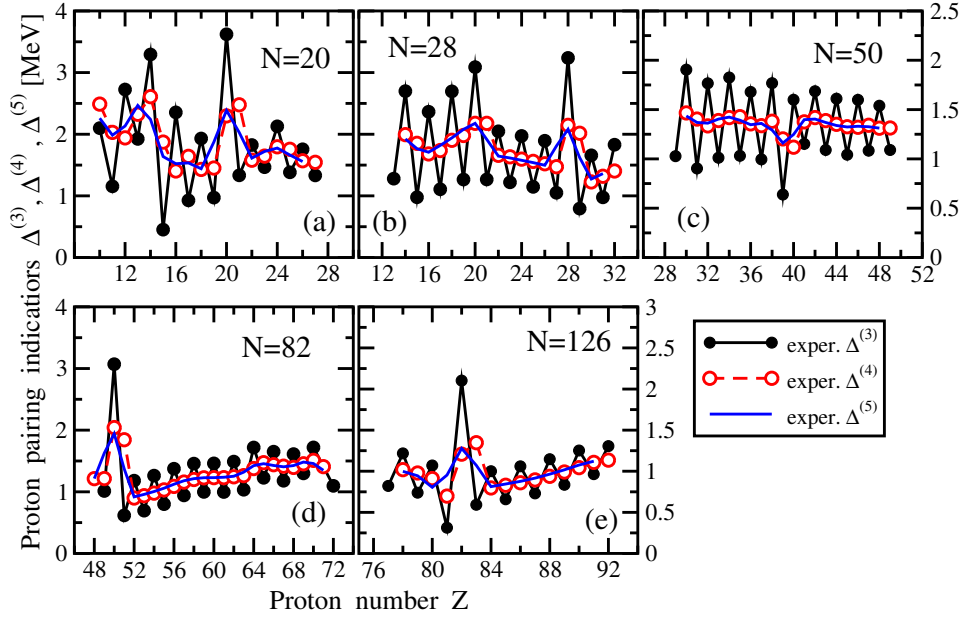 Proton pairing indications Δ(3) , Δ(4) , Δ(5) [MeV]
4
3
2
1
0
N=20
(a)
12 16 20 24 28
N=28
(b)
12 16 20 24 28 32
N=50
(c)
2.5
2
1.5
1
0.5
0
28 32 36 40 44 48 52
4
3
2
1
0
N=82
(d)
48 52 56 60 64 68 72
N=126
(e)
3
2.5
2
1.5
1
0.5
0
76 80 84 88 92
exper. Δ(3)
exper. Δ(4)
exper. Δ(5)
Proton number Z